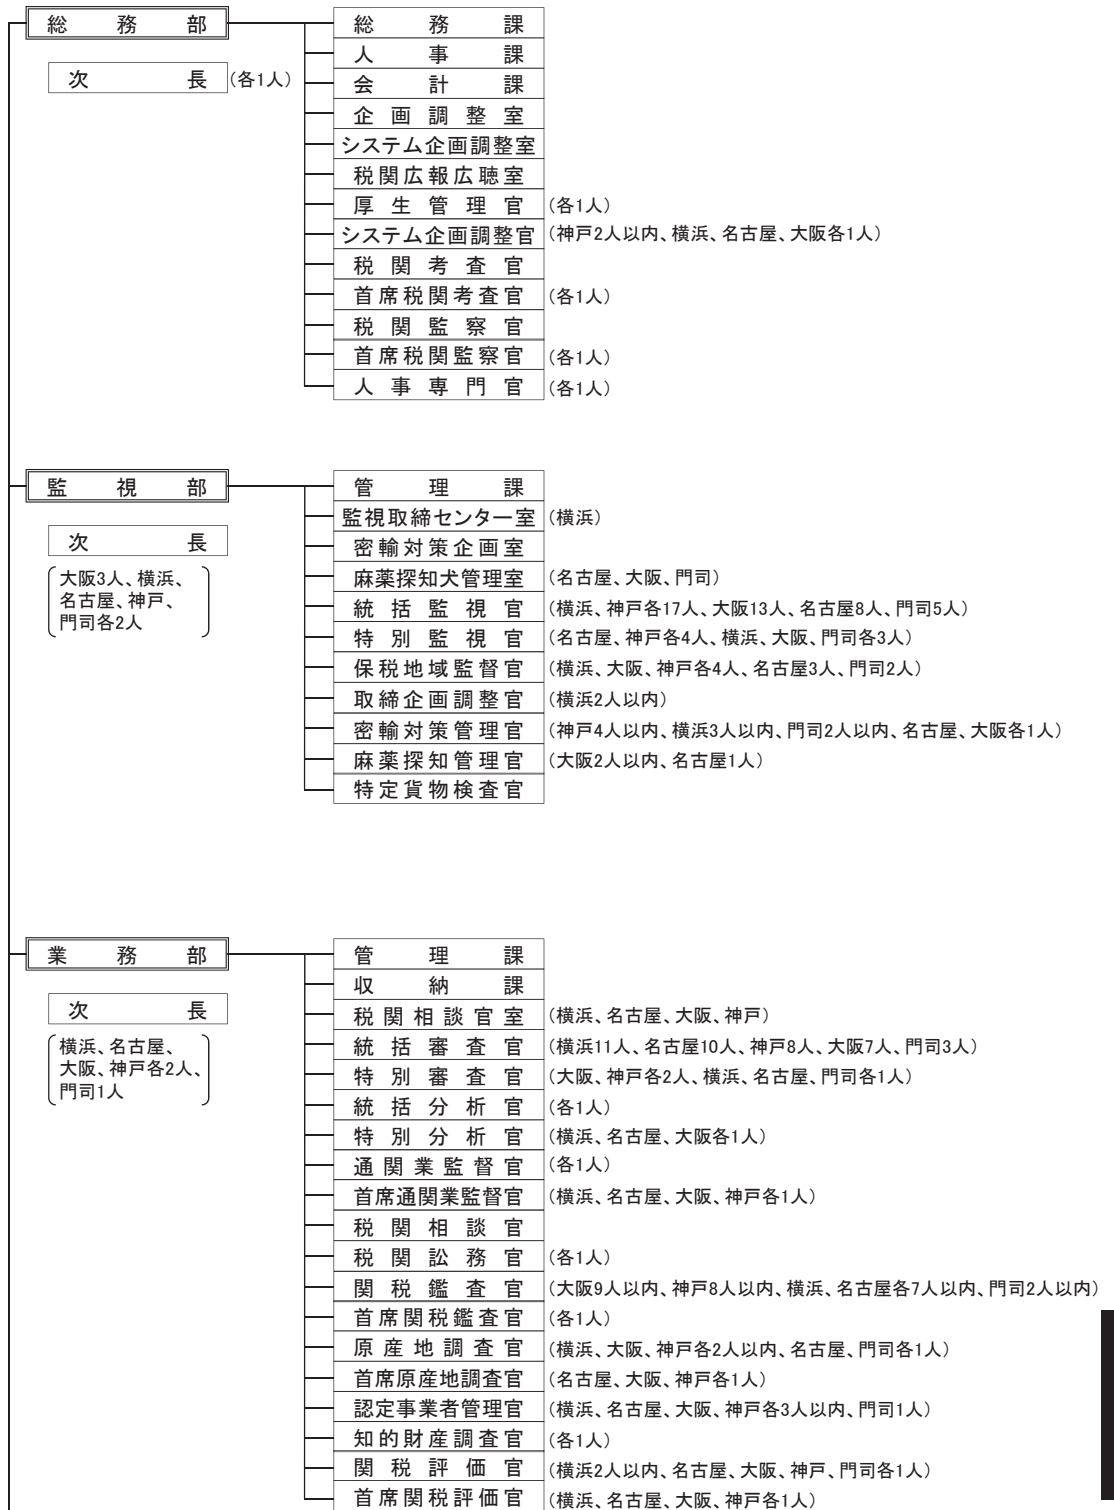 総務部
次長(各1人)
総務課
人事課
会計課
企画調整室
システム企画調整室
税関広報広聴室
厚生管理官(各1人)
システム企画調整官(神戸2人以内、横浜、名古屋、大阪各1人)
税関考査官
首席税関考査官(各1人)
税関監察官
首席税関監察官(各1人)
人事専門官(各1人)
監視部
次長
大阪3人、横浜、
名古屋、神戸、
門司各2人
管理課
監視取締センター室(横浜)
密輸対策企画室
麻薬探知犬管理室(名古屋、大阪、門司)
統括監視官(横浜、神戸各17人、大阪13人、名古屋8人、門司5人)
特別監視官(名古屋、神戸各4人、横浜、大阪、門司各3人)
保税地域監督官(横浜、大阪、神戸各4人、名古屋3人、門司2人)
取締企画調整官(横浜2人以内)
密輸対策管理官(神戸4人以内、横浜3人以内、門司2人以内、名古屋、大阪各1人)
麻薬探知管理官(大阪2人以内、名古屋1人)
特定貨物検査官
業務部
次長
横浜、名古屋、
大阪、神戸各2人、
門司1人
管理課
収納課
税関相談官室(横浜、名古屋、大阪、神戸)
統括審査官(横浜11人、名古屋10人、神戸8人、大阪7人、門司3人)
特別審査官(大阪、神戸各2人、横浜、名古屋、門司各1人)
統括分析官(各1人)
特別分析官(横浜、名古屋、大阪各1人)
通関業監督官(各1人)
首席通関業監督官(横浜、名古屋、大阪、神戸各1人)
税関相談官
税関訟務官(各1人)
関税鑑査官(大阪9人以内、神戸8人以内、横浜、名古屋各7人以内、門司2人以内)
首席関税鑑査官(各1人)
原産地調査官(横浜、大阪、神戸各2人以内、名古屋、門司各1人)
首席原産地調査官(名古屋、大阪、神戸各1人)
認定事業者管理官(横浜、名古屋、大阪、神戸各3人以内、門司1人)
知的財産調査官(各1人)
関税評価官(横浜2人以内、名古屋、大阪、神戸、門司各1人)
首席関税評価官(横浜、名古屋、大阪、神戸各1人)